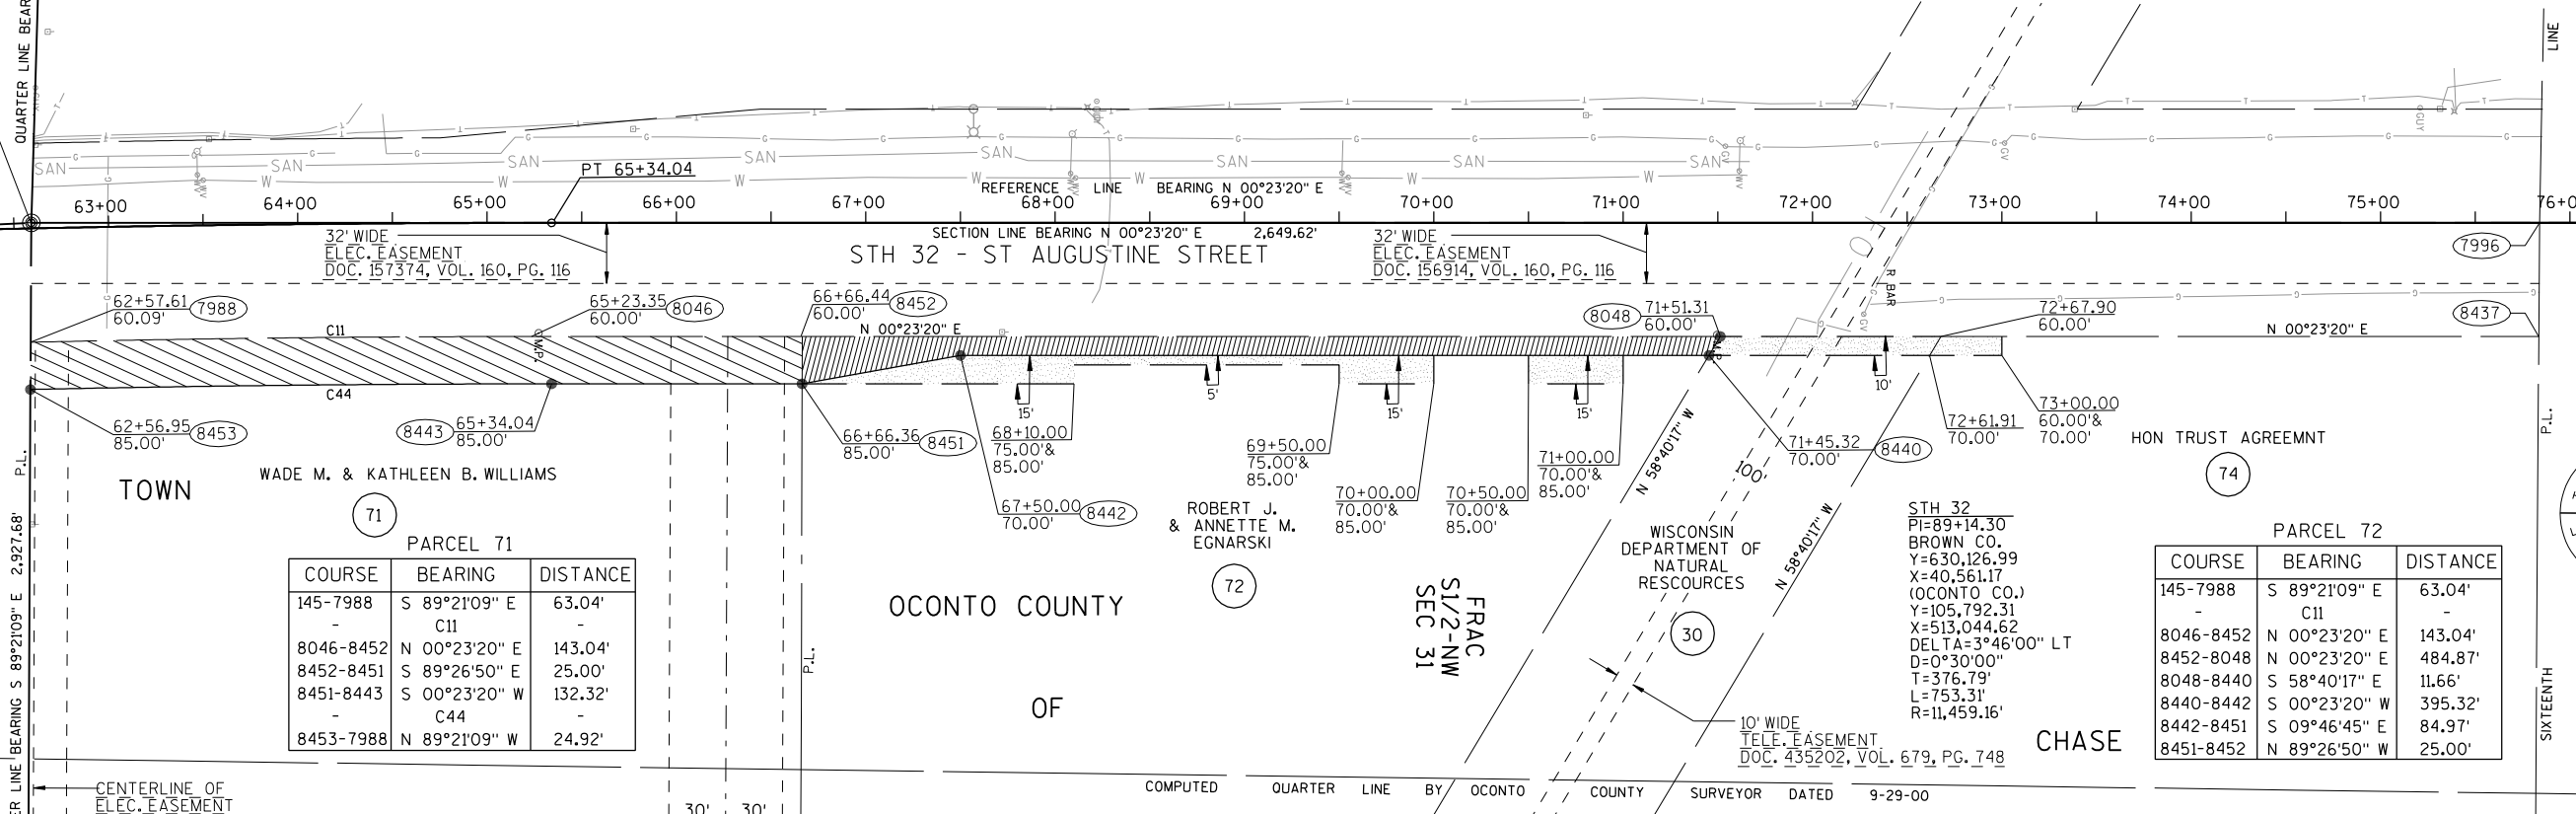 QUARTER LINE BEAR
LINE
GUY
GUY
GUY
SAN SAN SAN SAN SAN SAN SAN SAN
W W W W W W W
G G G G G G G G
T T T T T T T T
WV WV WV WV
GV GV GV
PT 65+34.04
REFERENCE LINE BEARING N 00°23'20" E
63+00 64+00 65+00 66+00 67+00 68+00 69+00 70+00 71+00 72+00 73+00 74+00 75+00 76+0
SECTION LINE BEARING N 00°23'20" E 2,649.62'
STH 32 - ST AUGUSTINE STREET
32' WIDE
ELEC. EASEMENT
DOC. 157374, VOL. 160, PG. 116
32' WIDE
ELEC. EASEMENT
DOC. 156914, VOL. 160, PG. 116
7996
R BAR
62+57.61
60.09'
7988
C11
65+23.35
60.00'
8046
M.P.
66+66.44
60.00'
8452
N 00°23'20" E
8048
71+51.31
60.00'
72+67.90
60.00'
N 00°23'20" E
8437
62+56.95
85.00'
8453
C44
8443
65+34.04
85.00'
66+66.36
85.00'
8451
15'
5'
15'
15'
10'
68+10.00
75.00'&
85.00'
67+50.00
70.00'
8442
69+50.00
75.00'&
85.00'
70+00.00
70.00'&
85.00'
70+50.00
70.00'&
85.00'
71+00.00
70.00'&
85.00'
N 58°40'17" W
100'
71+45.32
70.00'
8440
72+61.91
70.00'
73+00.00
60.00'&
70.00'
N 58°40'17" W
HON TRUST AGREEMNT
74
P.L.
P.L.
P.L.
TOWN
WADE M. & KATHLEEN B. WILLIAMS
71
ROBERT J.
& ANNETTE M.
EGNARSKI
72
WISCONSIN
DEPARTMENT OF
NATURAL
RESCOURCES
30
STH 32
PI=89+14.30
BROWN CO.
Y=630,126.99
X=40,561.17
(OCONTO CO.)
Y=105,792.31
X=513,044.62
DELTA=3°46'00" LT
D=0°30'00"
T=376.79'
L=753.31'
R=11,459.16'
PARCEL 71
COURSE BEARING DISTANCE
145-7988 S 89°21'09" E 63.04'
- C11 -
8046-8452 N 00°23'20" E 143.04'
8452-8451 S 89°26'50" E 25.00'
8451-8443 S 00°23'20" W 132.32'
- C44 -
8453-7988 N 89°21'09" W 24.92'
PARCEL 72
COURSE BEARING DISTANCE
145-7988 S 89°21'09" E 63.04'
- C11 -
8046-8452 N 00°23'20" E 143.04'
8452-8048 N 00°23'20" E 484.87'
8048-8440 S 58°40'17" E 11.66'
8440-8442 S 00°23'20" W 395.32'
8442-8451 S 09°46'45" E 84.97'
8451-8452 N 89°26'50" W 25.00'
OCONTO COUNTY
OF
CHASE
FRAC
S1/2-NW
SEC 31
10' WIDE
TELE. EASEMENT
DOC. 435202, VOL. 679, PG. 748
SIXTEENTH
ER LINE BEARING S 89°21'09" E 2,927.68'
CENTERLINE OF
ELEC. EASEMENT
30' 30'
COMPUTED QUARTER LINE BY OCONTO COUNTY SURVEYOR DATED 9-29-00